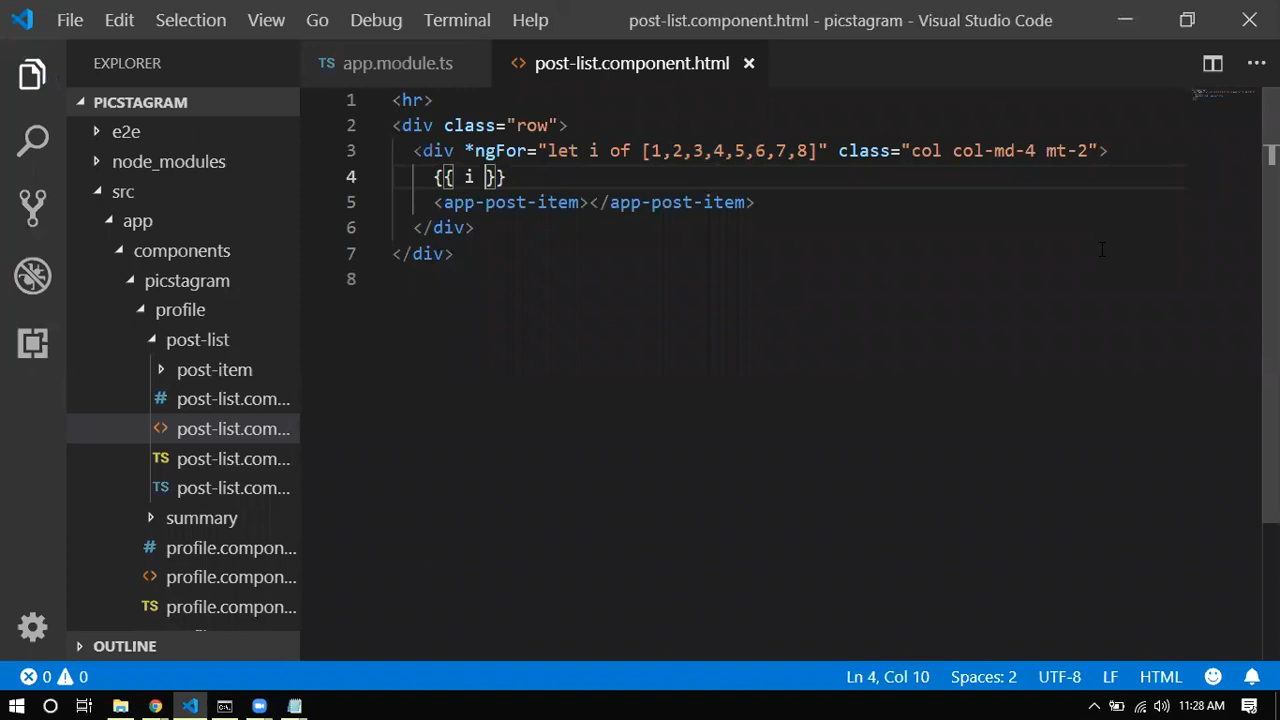 File Edit Selection View Go Debug Terminal Help post-list.component.html - picstagram - Visual Studio Code
EXPLORER
TS app.module.ts
<> post-list.component.html
PICSTAGRAM
e2e
node_modules
src
app
components
picstagram
profile
post-list
post-item
# post-list.com...
<> post-list.com...
TS post-list.com...
TS post-list.com...
summary
# profile.compon...
<> profile.compon...
TS profile.compon...
OUTLINE
1 <hr>
2 <div class="row">
3 <div *ngFor="let i of [1,2,3,4,5,6,7,8]" class="col col-md-4 mt-2">
4 {{ i }}
5 <app-post-item></app-post-item>
6 </div>
7 </div>
8
0 0 Ln 4, Col 10 Spaces: 2 UTF-8 LF HTML
11:28 AM